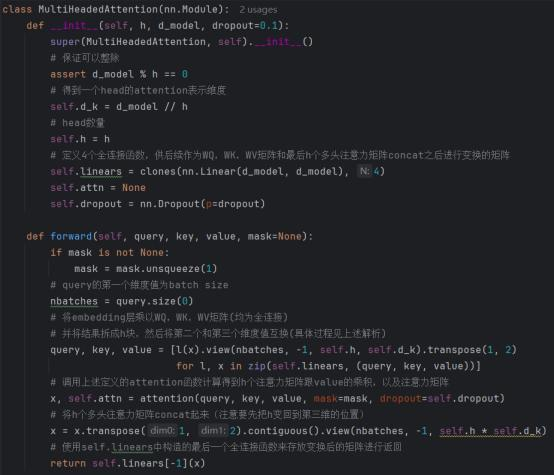 class MultiHeadedAttention(nn.Module): 2 usages
def __init__(self, h, d_model, dropout=0.1):
super(MultiHeadedAttention, self).__init__()
# 保证可以整除
assert d_model % h == 0
# 得到一个head的attention表示维度
self.d_k = d_model // h
# head数量
self.h = h
# 定义4个全连接函数，供后续作为WQ，WK，WV矩阵和最后h个多头注意力矩阵concat之后进行变换的矩阵
self.linears = clones(nn.Linear(d_model, d_model), N: 4)
self.attn = None
self.dropout = nn.Dropout(p=dropout)
def forward(self, query, key, value, mask=None):
if mask is not None:
mask = mask.unsqueeze(1)
# query的第一个维度值为batch size
nbatches = query.size(0)
# 将embedding层乘以WQ，WK，WV矩阵(均为全连接)
# 并将结果拆成h块，然后将第二个和第三个维度值互换(具体过程见上述解析)
query, key, value = [l(x).view(nbatches, -1, self.h, self.d_k).transpose(1, 2)
for l, x in zip(self.linears, (query, key, value))]
# 调用上述定义的attention函数计算得到h个注意力矩阵跟value的乘积，以及注意力矩阵
x, self.attn = attention(query, key, value, mask=mask, dropout=self.dropout)
# 将h个多头注意力矩阵concat起来（注意要先把h变回到第三维的位置）
x = x.transpose( dim0: 1, dim1: 2).contiguous().view(nbatches, -1, self.h * self.d_k)
# 使用self.linears中构造的最后一个全连接函数来存放变换后的矩阵进行返回
return self.linears[-1](x)